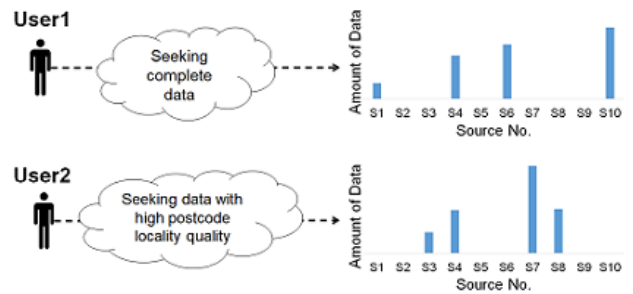 User1
Seeking
complete
data
Amount of Data
S1 S2 S3 S4 S5 S6 S7 S8 S9 S10
Source No.
User2
Seeking data with
high postcode
locality quality
Amount of Data
S1 S2 S3 S4 S5 S6 S7 S8 S9 S10
Source No.